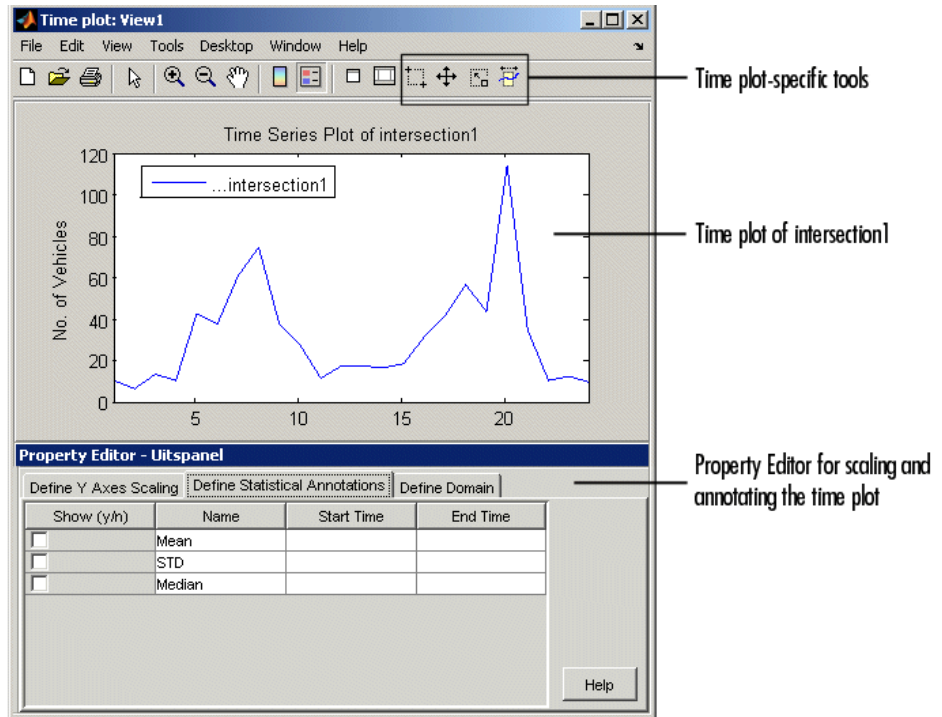 Time plot: View1
File Edit View Tools Desktop Window Help
Time plot-specific tools
Time Series Plot of intersection1
...intersection1
No. of Vehicles
120
100
80
60
40
20
0
5 10 15 20
Time plot of intersection1
Property Editor - Uitspanel
Define Y Axes Scaling Define Statistical Annotations Define Domain
Show (y/n) Name Start Time End Time
Mean
STD
Median
Help
Property Editor for scaling and
annotating the time plot